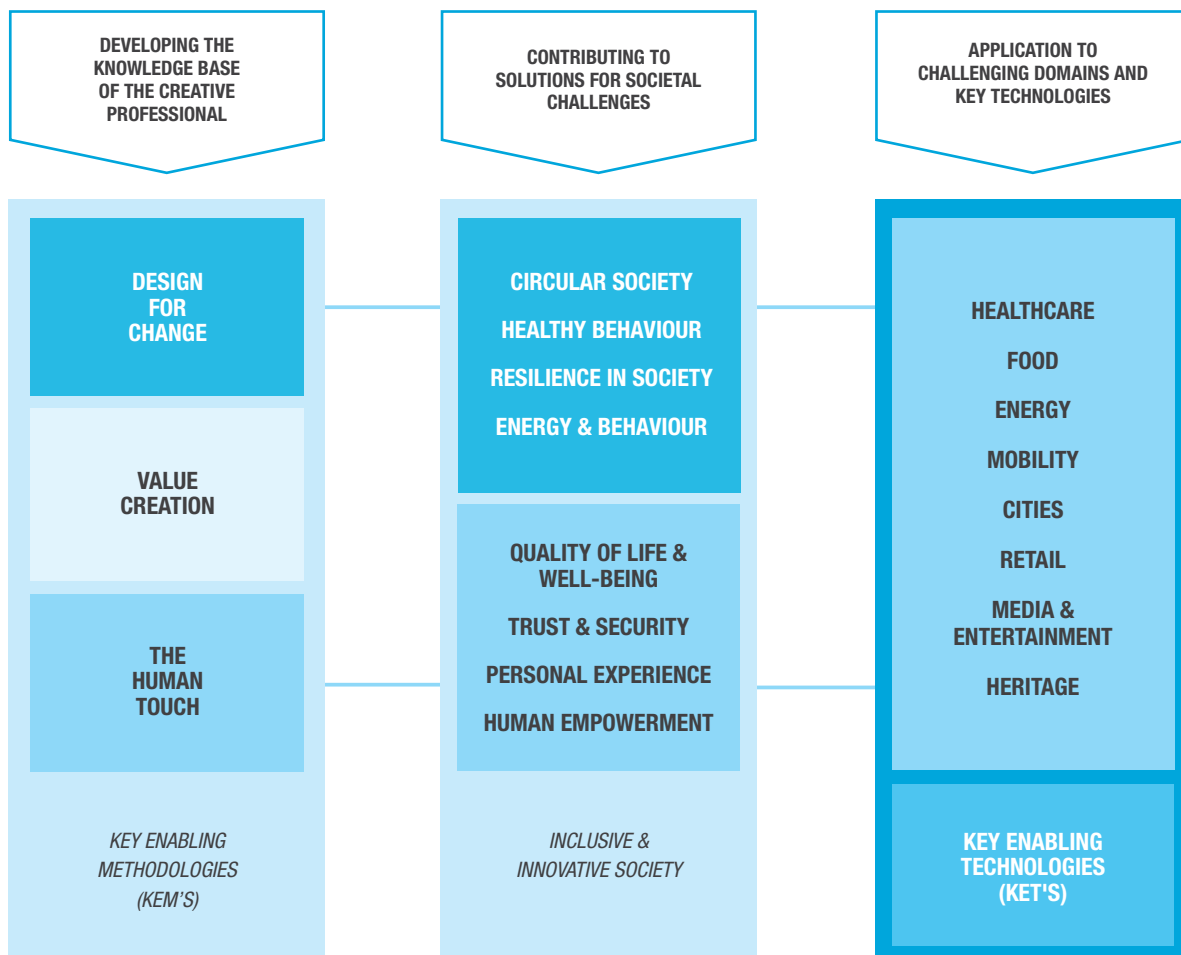 DEVELOPING THE
KNOWLEDGE BASE
OF THE CREATIVE
PROFESSIONAL
CONTRIBUTING TO
SOLUTIONS FOR SOCIETAL
CHALLENGES
APPLICATION TO
CHALLENGING DOMAINS AND
KEY TECHNOLOGIES
DESIGN
FOR
CHANGE
VALUE
CREATION
THE
HUMAN
TOUCH
KEY ENABLING
METHODOLOGIES
(KEM'S)
CIRCULAR SOCIETY
HEALTHY BEHAVIOUR
RESILIENCE IN SOCIETY
ENERGY & BEHAVIOUR
QUALITY OF LIFE &
WELL-BEING
TRUST & SECURITY
PERSONAL EXPERIENCE
HUMAN EMPOWERMENT
INCLUSIVE &
INNOVATIVE SOCIETY
HEALTHCARE
FOOD
ENERGY
MOBILITY
CITIES
RETAIL
MEDIA &
ENTERTAINMENT
HERITAGE
KEY ENABLING
TECHNOLOGIES
(KET'S)